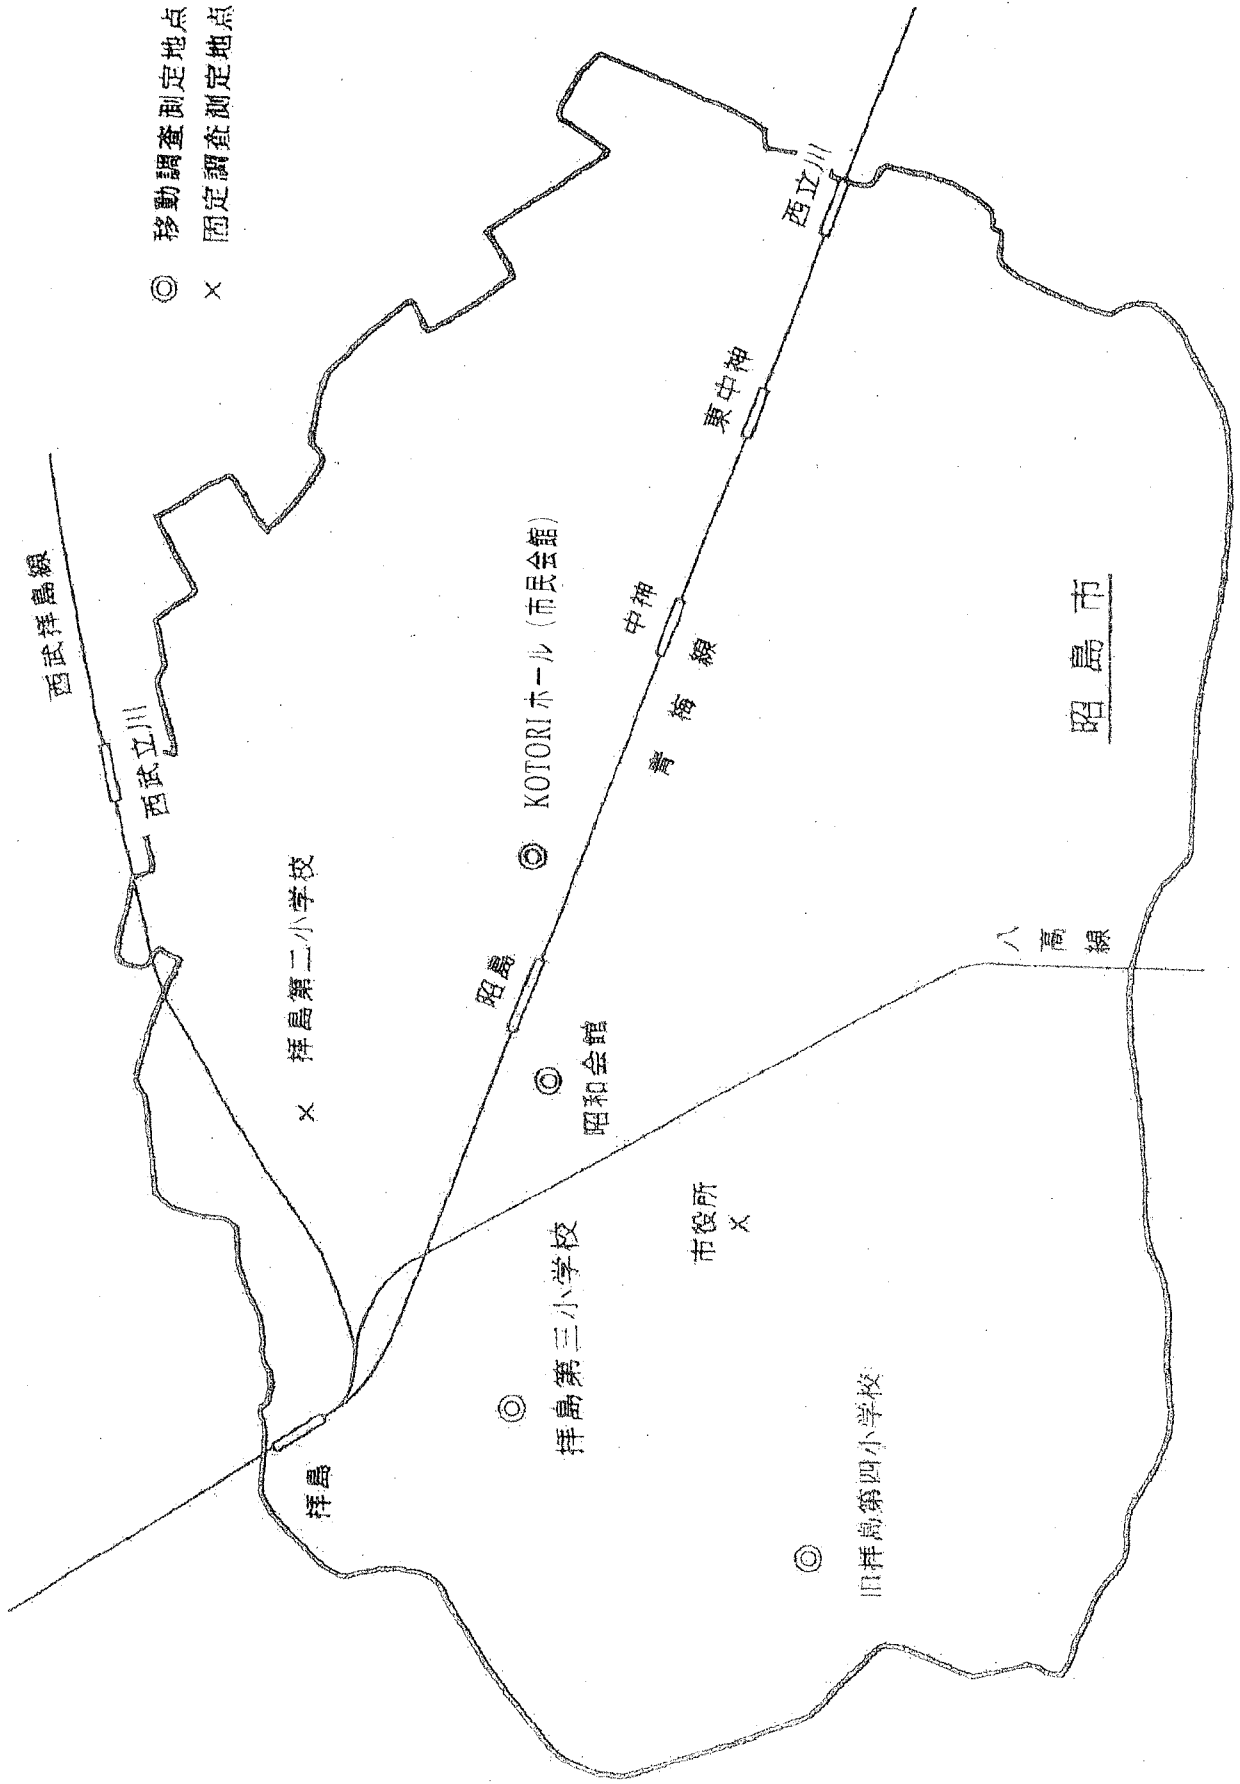 ◎ 移動調査測定地点
× 固定調査測定地点
西武拝島線
西武立川
拝島第二小学校
×
拝島
昭島
◎ KOTORIホール(市民会館)
◎
昭和会館
中神
東中神
西立川
青梅線
◎
拝島第三小学校
市役所
×
八高線
◎
旧拝島第四小学校
昭島市